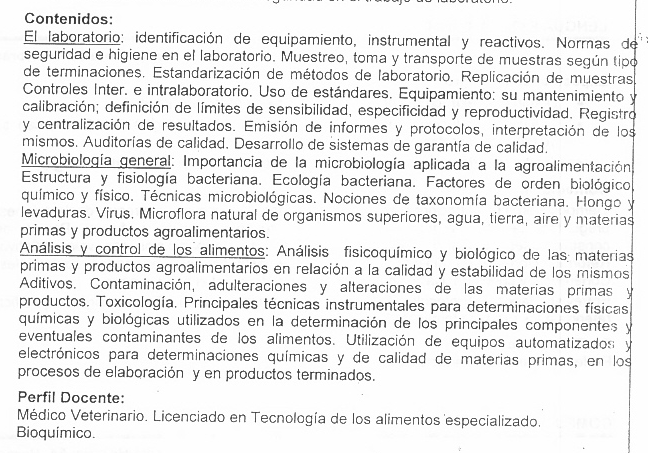 en el trabajo de laboratorio.
Contenidos:
El laboratorio: identificación de equipamiento, instrumental y reactivos. Normas de
seguridad e higiene en el laboratorio. Muestreo, toma y transporte de muestras según tipo
de terminaciones. Estandarización de métodos de laboratorio. Replicación de muestras.
Controles Inter. e intralaboratorio. Uso de estándares. Equipamiento: su mantenimiento y
calibración; definición de límites de sensibilidad, especificidad y reproductividad. Registro
y centralización de resultados. Emisión de informes y protocolos, interpretación de los
mismos. Auditorías de calidad. Desarrollo de sistemas de garantía de calidad.
Microbiología general: Importancia de la microbiología aplicada a la agroalimentación.
Estructura y fisiología bacteriana. Ecología bacteriana. Factores de orden biológico,
químico y físico. Técnicas microbiológicas. Nociones de taxonomía bacteriana. Hongo y
levaduras. Virus. Microflora natural de organismos superiores, agua, tierra, aire y materias
primas y productos agroalimentarios.
Análisis y control de los alimentos: Análisis fisicoquímico y biológico de las materias
primas y productos agroalimentarios en relación a la calidad y estabilidad de los mismos.
Aditivos. Contaminación, adulteraciones y alteraciones de las materias primas y
productos. Toxicología. Principales técnicas instrumentales para determinaciones físicas,
químicas y biológicas utilizados en la determinación de los principales componentes y
eventuales contaminantes de los alimentos. Utilización de equipos automatizados y
electrónicos para determinaciones químicas y de calidad de materias primas, en los
procesos de elaboración y en productos terminados.
Perfil Docente:
Médico Veterinario. Licenciado en Tecnología de los alimentos especializado.
Bioquímico.